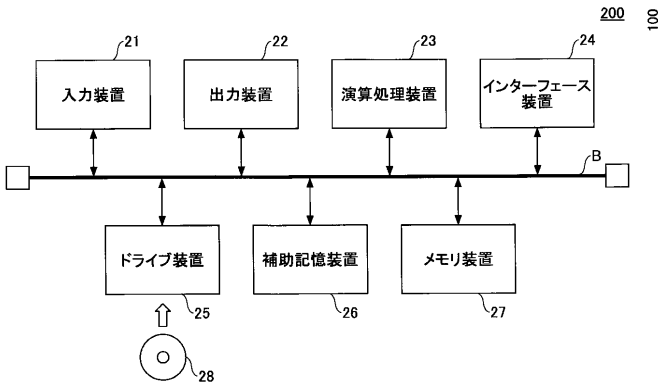 200
100
21
22
23
24
入力装置
出力装置
演算処理装置
インターフェース
装置
B
ドライブ装置
補助記憶装置
メモリ装置
25
26
27
28